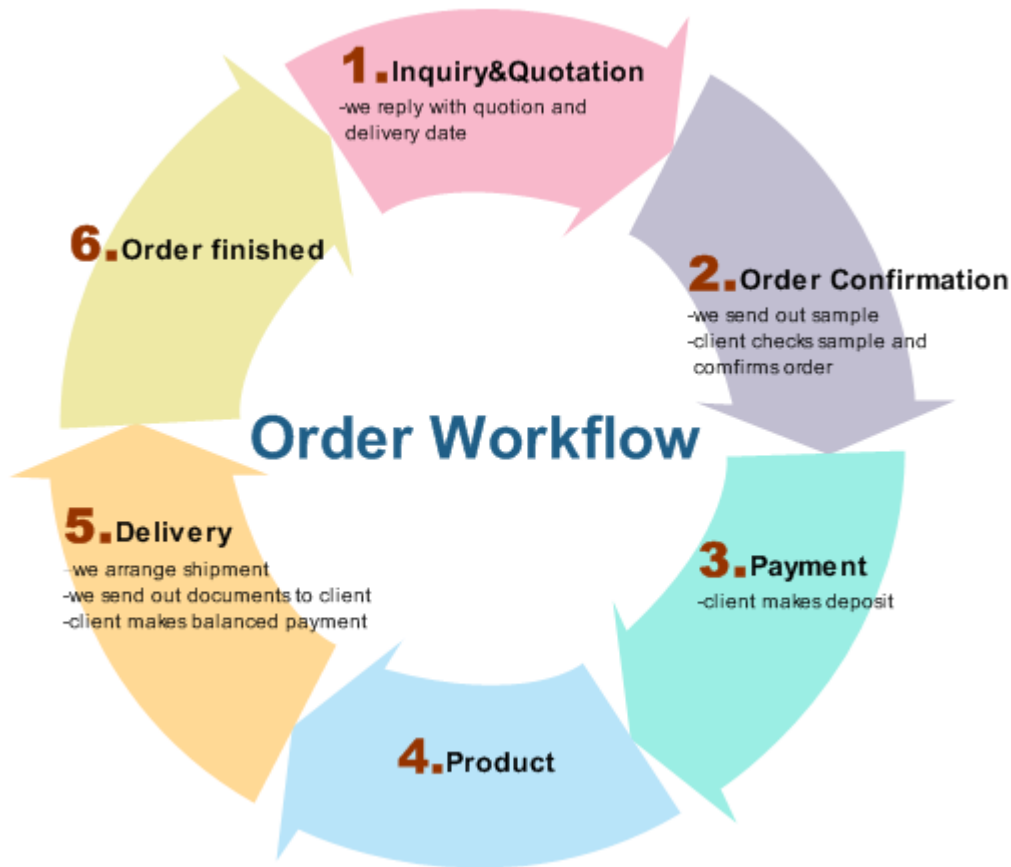 1.Inquiry&Quotation
-we reply with quotion and
delivery date
2.Order Confirmation
-we send out sample
-client checks sample and
comfirms order
3.Payment
-client makes deposit
4.Product
5.Delivery
-we arrange shipment
-we send out documents to client
-client makes balanced payment
6.Order finished
Order Workflow